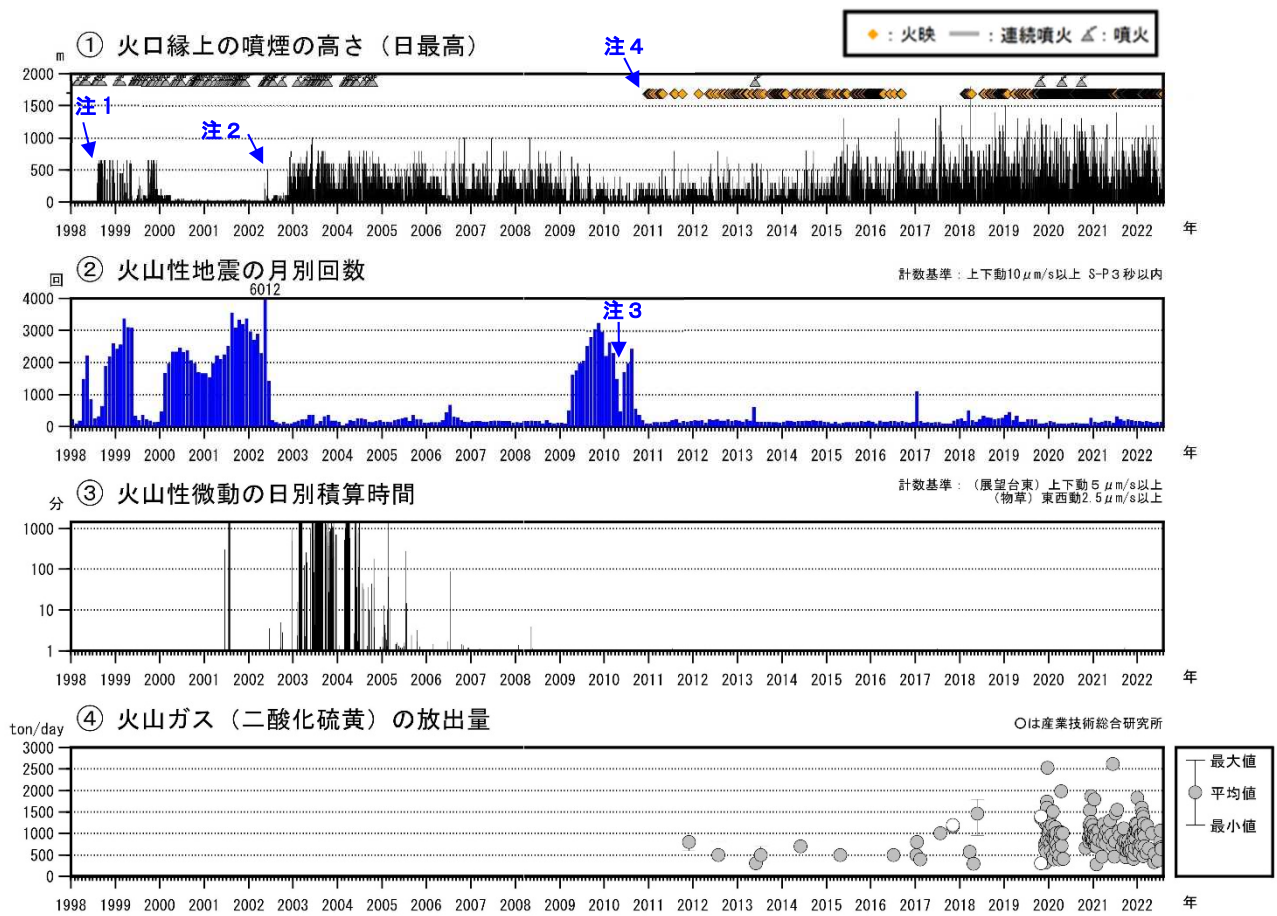 ◆：火映 ――：連続噴火 ：噴火
① 火口縁上の噴煙の高さ（日最高）
m
注４
2000
1500
1000
500
0
注１
注２
1998 1999 2000 2001 2002 2003 2004 2005 2006 2007 2008 2009 2010 2011 2012 2013 2014 2015 2016 2017 2018 2019 2020 2021 2022 年
② 火山性地震の月別回数
回
計数基準：上下動10μm/s以上 S-P３秒以内
6012
注３
4000
3000
2000
1000
0
1998 1999 2000 2001 2002 2003 2004 2005 2006 2007 2008 2009 2010 2011 2012 2013 2014 2015 2016 2017 2018 2019 2020 2021 2022 年
③ 火山性微動の日別積算時間
分
計数基準：（展望台東）上下動５μm/s以上
（物草）東西動2.5μm/s以上
1000
100
10
1
1998 1999 2000 2001 2002 2003 2004 2005 2006 2007 2008 2009 2010 2011 2012 2013 2014 2015 2016 2017 2018 2019 2020 2021 2022 年
④ 火山ガス（二酸化硫黄）の放出量
ton/day
○は産業技術総合研究所
3000
2500
2000
1500
1000
500
0
最大値
平均値
最小値
1998 1999 2000 2001 2002 2003 2004 2005 2006 2007 2008 2009 2010 2011 2012 2013 2014 2015 2016 2017 2018 2019 2020 2021 2022 年